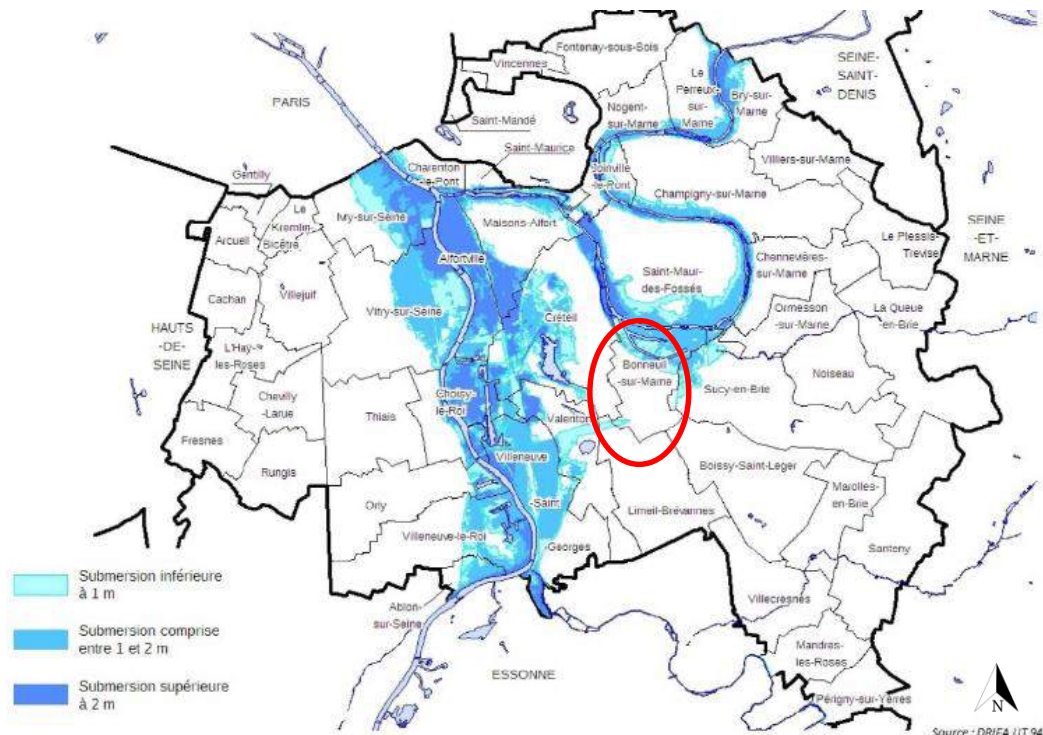 Fontenay-sous-Bois
Vincennes
Le
Perreux-
sur-
Marne
SEINE-
SAINT-
DENIS
Bry-sur-
Marne
PARIS
Nogent-
sur-Marne
Saint-Mandé
Saint-Maurice
Villiers-sur-Marne
Charenton
-le-Pont
Joinville
-le-Pont
Gentilly
Champigny-sur-Marne
Le
Kremlin-
Bicêtre
Ivry-sur-Seine
Maisons-Alfort
SEINE
-ET-
MARNE
Arcueil
Le Plessis-
Trevise
Alfortville
Chennevières-
sur-Marne
Saint-Maur-
des-Fossés
Cachan
Villejuif
Vitry-sur-Seine
Créteil
Ormesson
-sur-Marne
La Queue
-en-Brie
HAUTS
-DE-
SEINE
L'Haÿ-
les-Roses
Bonneuil
-sur-Marne
Noiseau
Sucy-en-Brie
Chevilly
-Larue
Thiais
Choisy-
le-Roi
Valenton
Fresnes
Rungis
Villeneuve
-Saint
-Georges
Boissy-Saint-Leger
Marolles-
en-Brie
Orly
Limeil-Brévannes
Villeneuve-le-Roi
Santeny
Submersion inférieure
à 1 m
Ablon-
sur-Seine
Villecresnes
Submersion comprise
entre 1 et 2 m
Mandres-
les-Roses
ESSONNE
Submersion supérieure
à 2 m
Périgny-sur-Yerres
N
Source : DRIEA UT 94